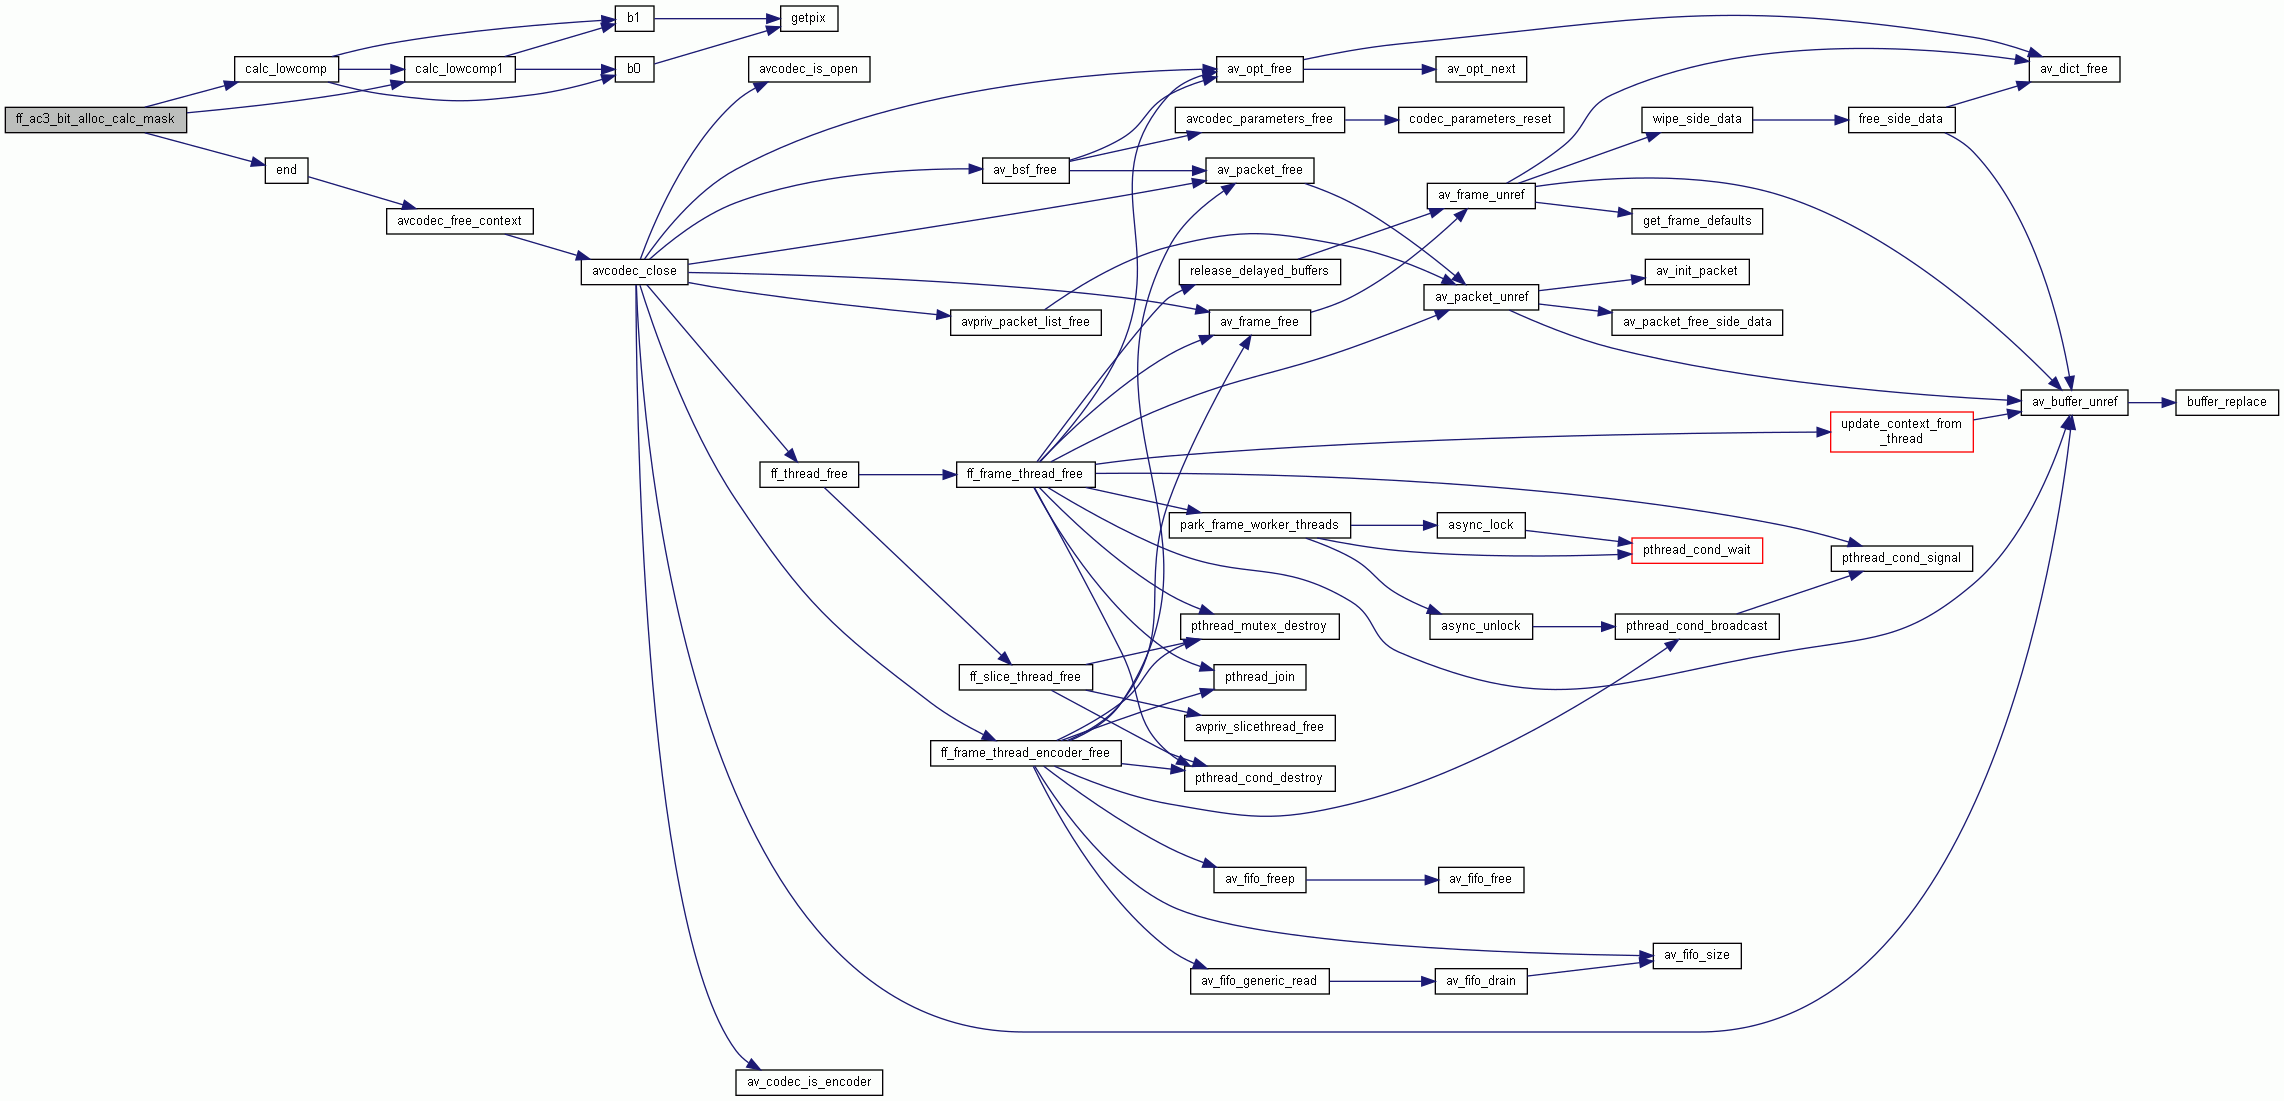 b1
getpix
calc_lowcomp
calc_lowcomp1
b0
avcodec_is_open
av_opt_free
av_opt_next
av_dict_free
ff_ac3_bit_alloc_calc_mask
avcodec_parameters_free
codec_parameters_reset
wipe_side_data
free_side_data
end
av_bsf_free
av_packet_free
av_frame_unref
avcodec_free_context
get_frame_defaults
avcodec_close
release_delayed_buffers
av_init_packet
av_packet_unref
avpriv_packet_list_free
av_frame_free
av_packet_free_side_data
av_buffer_unref
buffer_replace
update_context_from
_thread
ff_thread_free
ff_frame_thread_free
park_frame_worker_threads
async_lock
pthread_cond_wait
pthread_cond_signal
pthread_mutex_destroy
async_unlock
pthread_cond_broadcast
ff_slice_thread_free
pthread_join
avpriv_slicethread_free
ff_frame_thread_encoder_free
pthread_cond_destroy
av_fifo_freep
av_fifo_free
av_fifo_size
av_fifo_generic_read
av_fifo_drain
av_codec_is_encoder